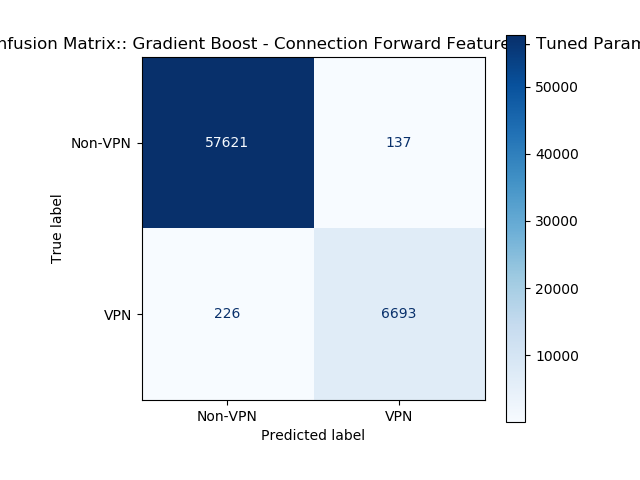 nfusion Matrix:: Gradient Boost - Connection Forward Feature Tuned Param
Non-VPN
57621
137
VPN
226
6693
Non-VPN
VPN
Predicted label
True label
50000
40000
30000
20000
10000